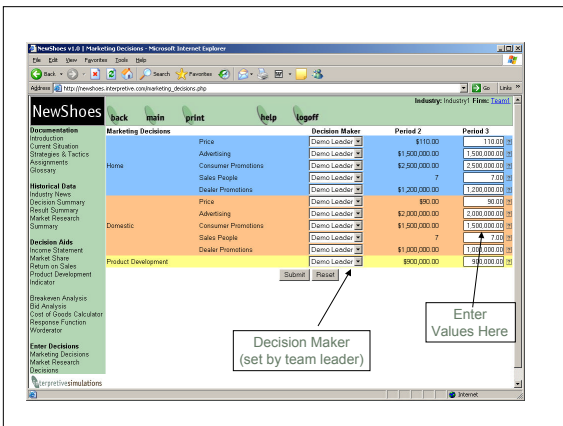 NewShoes v1.0 | Marketing Decisions - Microsoft Internet Explorer
File Edit View Favorites Tools Help
Back Search Favorites
Address http://newshoes.interpretive.com/marketing_decisions.php Go Links »
Industry: Industry1 Firm: Team1
NewShoes back main print help logoff
Documentation
Introduction
Current Situation
Strategies & Tactics
Assignments
Glossary
Historical Data
Industry News
Decision Summary
Result Summary
Market Research
Summary
Decision Aids
Income Statement
Market Share
Return on Sales
Product Development
Indicator
Breakeven Analysis
Bid Analysis
Cost of Goods Calculator
Response Function
Worderator
Enter Decisions
Marketing Decisions
Market Research
Decisions
interpretivesimulations
Marketing Decisions Decision Maker Period 2 Period 3
Home
Price Demo Leader $110.00 110.00
Advertising Demo Leader $1,500,000.00 1,500,000.00
Consumer Promotions Demo Leader $2,500,000.00 2,500,000.00
Sales People Demo Leader 7 7.00
Dealer Promotions Demo Leader $1,200,000.00 1,200,000.00
Domestic
Price Demo Leader $90.00 90.00
Advertising Demo Leader $2,000,000.00 2,000,000.00
Consumer Promotions Demo Leader $1,500,000.00 1,500,000.00
Sales People Demo Leader 7 7.00
Dealer Promotions Demo Leader $1,000,000.00 1,000,000.00
Product Development Demo Leader $900,000.00 900,000.00
Submit Reset
Enter
Values Here
Decision Maker
(set by team leader)
Internet